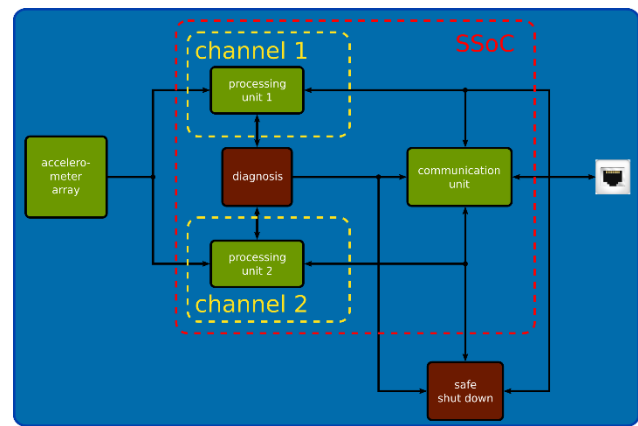 channel 1
SSoC
processing
unit 1
accelero-
meter
array
diagnosis
communication
unit
processing
unit 2
channel 2
safe
shut down